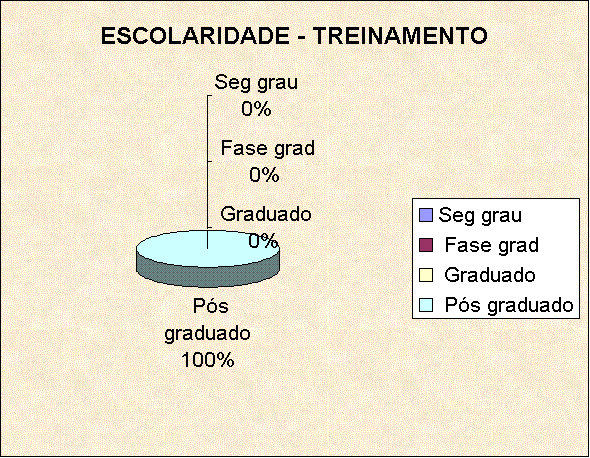 ESCOLARIDADE - TREINAMENTO
Seg grau
0%
Fase grad
0%
Graduado
0%
Pós
graduado
100%
Seg grau
Fase grad
Graduado
Pós graduado